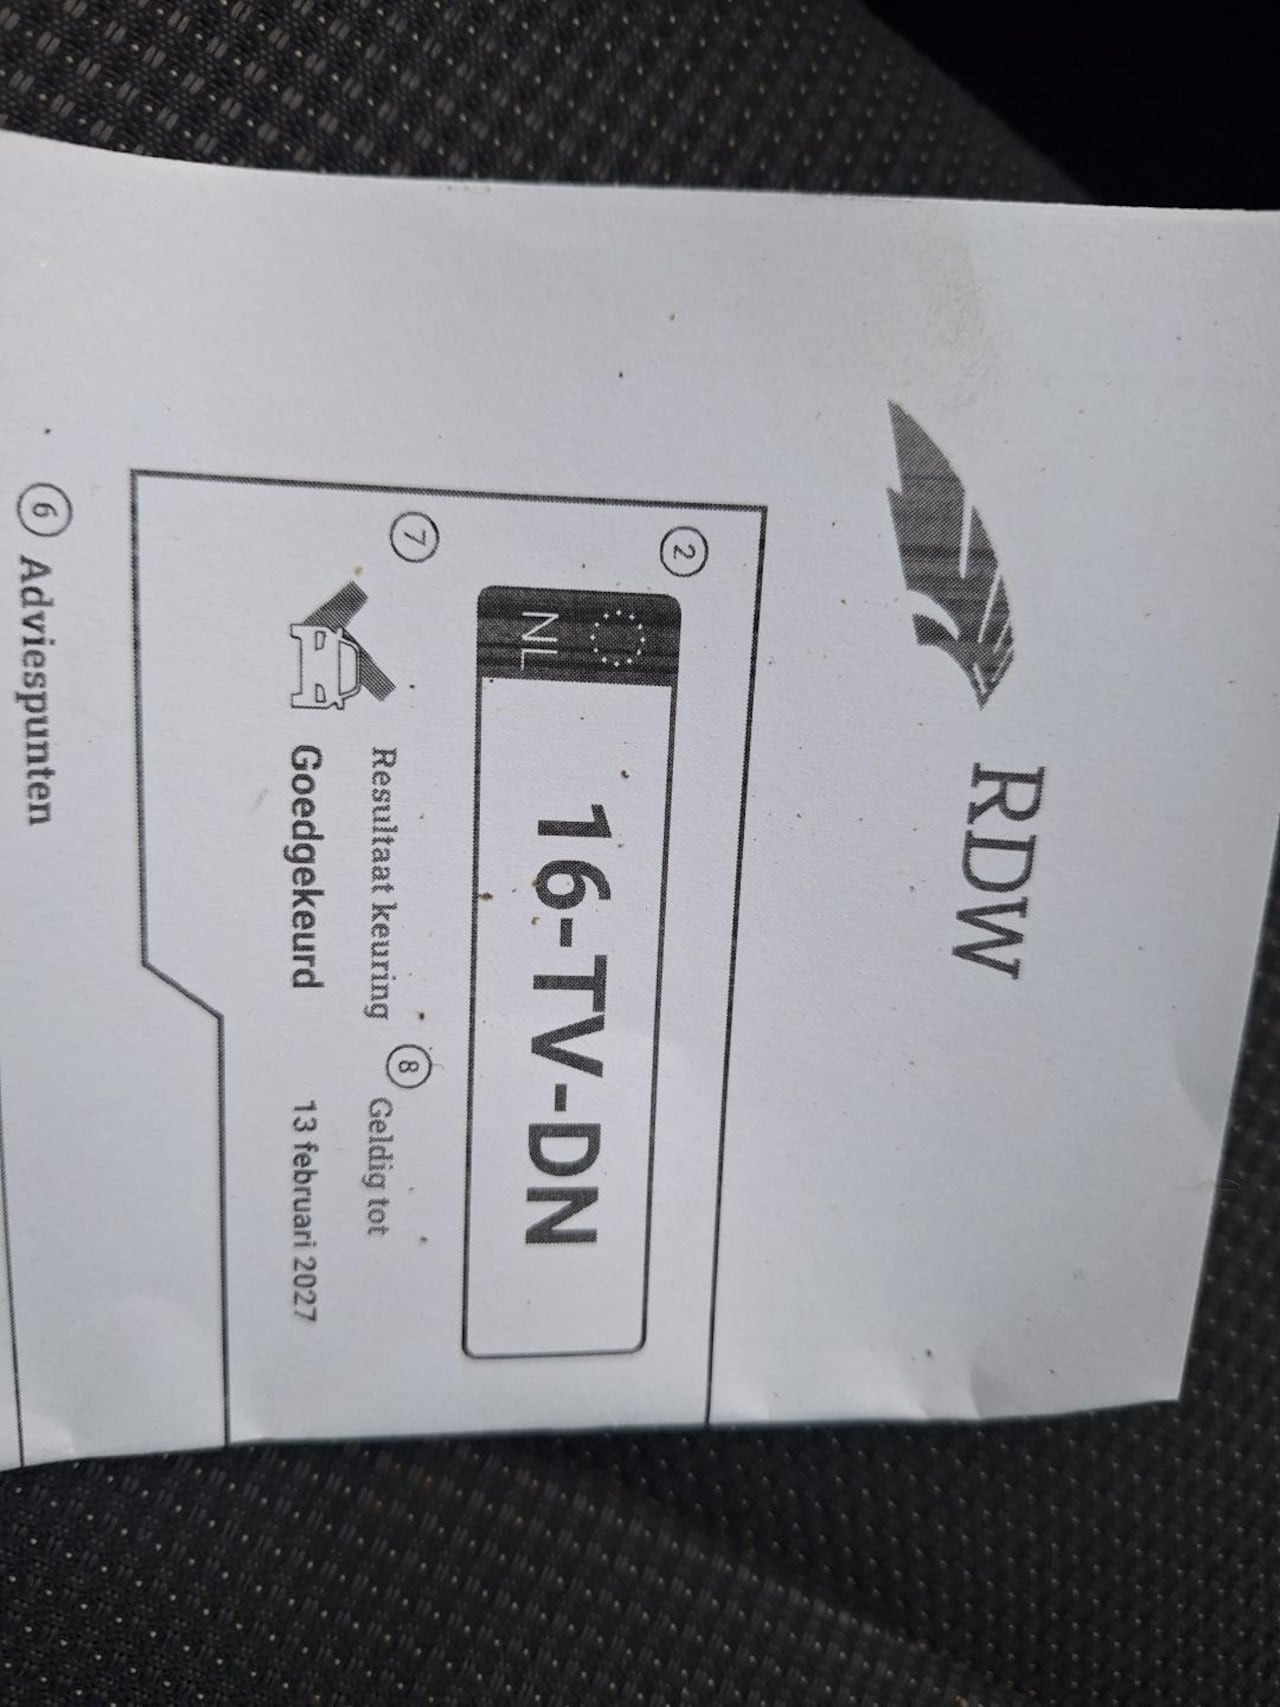 RDW
2
NL 16-TV-DN
7 Resultaat keuring 8 Geldig tot
Goedgekeurd 13 februari 2027
6 Adviespunten